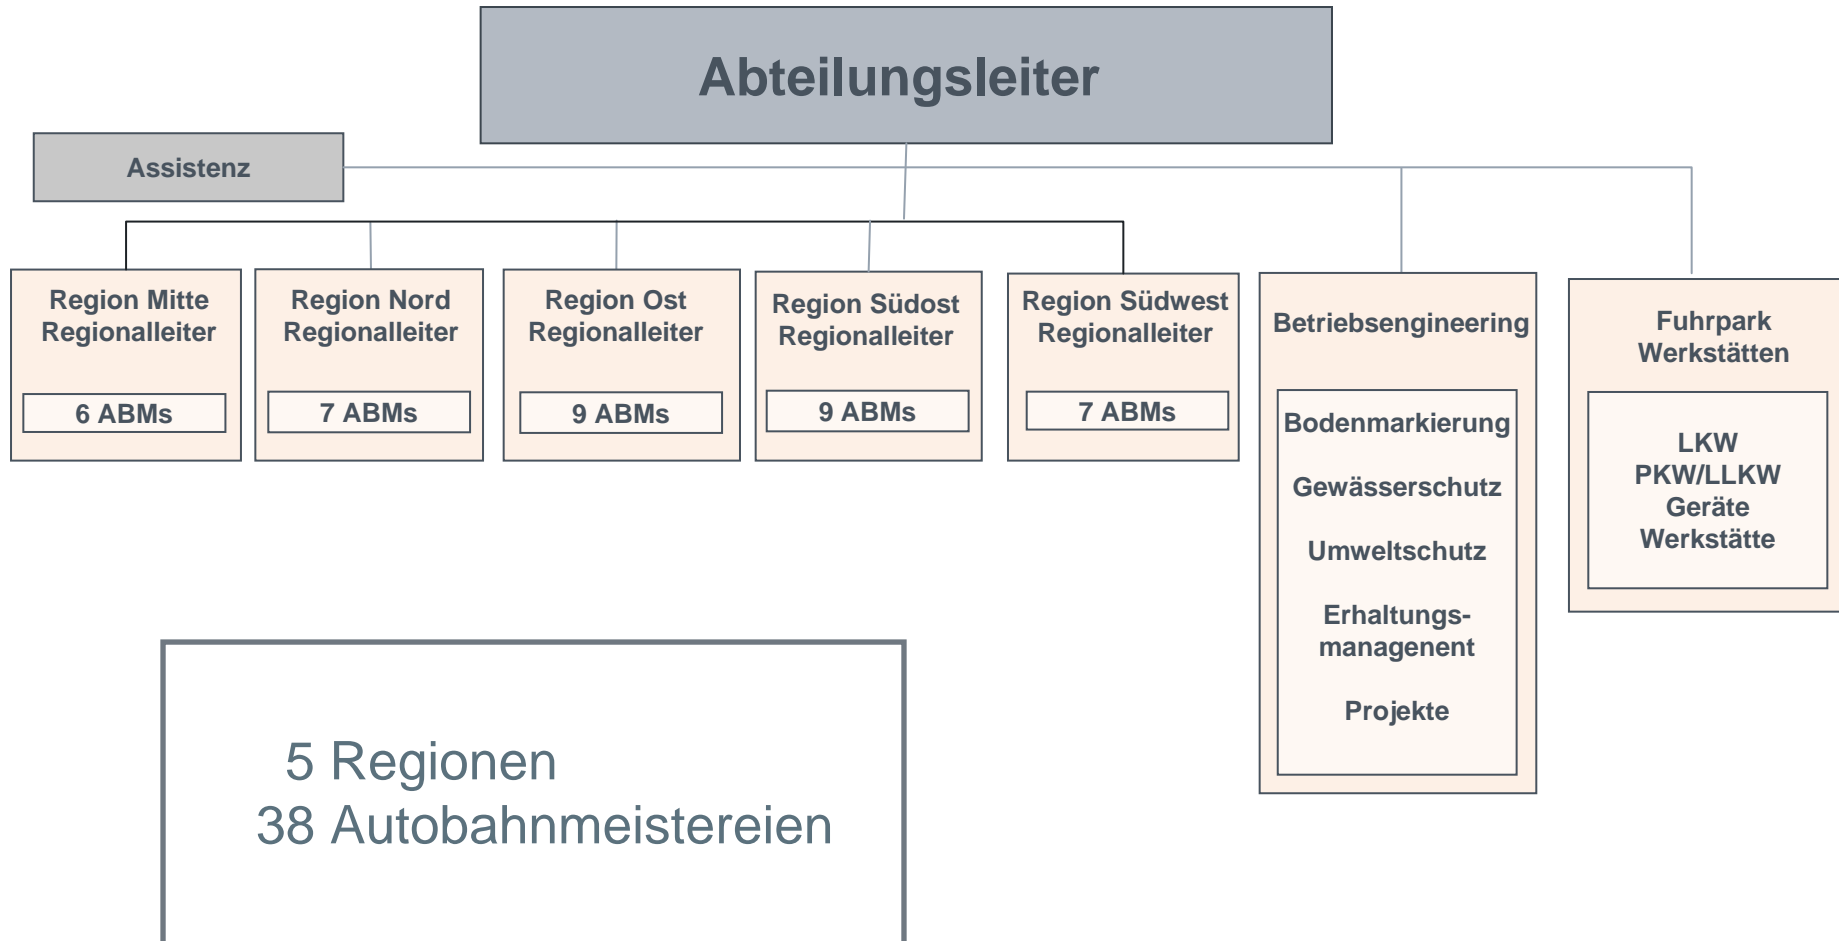 Abteilungsleiter
Assistenz
Region Mitte
Regionalleiter
6 ABMs
Region Nord
Regionalleiter
7 ABMs
Region Ost
Regionalleiter
9 ABMs
Region Südost
Regionalleiter
9 ABMs
Region Südwest
Regionalleiter
7 ABMs
Betriebsengineering
Bodenmarkierung
Gewässerschutz
Umweltschutz
Erhaltungs-
managenent
Projekte
Fuhrpark
Werkstätten
LKW
PKW/LLKW
Geräte
Werkstätte
5 Regionen
38 Autobahnmeistereien